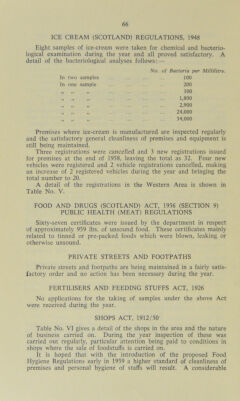 66
ICE CREAM (SCOTLAND) REGULATIONS, 1948
Eight samples of ice-cream were taken for chemical and bacterio-
logical examination during the year and all proved satisfactory. A
detail of the bacteriological analyses follows:—
No. of Bacteria per Millilitre.
In two samples 100
In one sample 200
„ „ „ 300
„ „ „ 1,800
„ „ „ 2,900
„ „ „ 24,000
„ „ „ 34,000
Premises where ice-cream is manufactured are inspected regularly
and the satisfactory general cleanliness of premises and equipment is
still being maintained.
Three registrations were cancelled and 3 new registrations issued
for premises at the end of 1958, leaving the total as 32. Four new
vehicles were registered and 2 vehicle registrations cancelled, making
an increase of 2 registered vehicles during the year and bringing the
total number to 20.
A detail of the registrations in the Western Area is shown in
Table No. V.
FOOD AND DRUGS (SCOTLAND) ACT, 1956 (SECTION 9)
PUBLIC HEALTH (MEAT) REGULATIONS
Sixty-seven certificates were issued by the department in respect
of approximately 959 lbs. of unsound food. These certificates mainly
related to tinned or pre-packed foods which were blown, leaking or
otherwise unsound.
PRIVATE STREETS AND FOOTPATHS
Private streets and footpaths are being maintained in a fairly satis-
factory order and no action has been necessary during the year.
FERTILISERS AND FEEDING STUFFS ACT, 1926
No applications for the taking of samples under the above Act
were received during the year.
SHOPS ACT, 1912/50
Table No. VI gives a detail of the shops in the area and the nature
of business carried on. During the year inspection of these was
carried out regularly, particular attention being paid to conditions in
shops where the sale of foodstuffs is carried on.
It is hoped that with the introduction of the proposed Food
Hygiene Regulations early in 1959 a higher standard of cleanliness of
premises and personal hygiene of staffs will result. A considerable